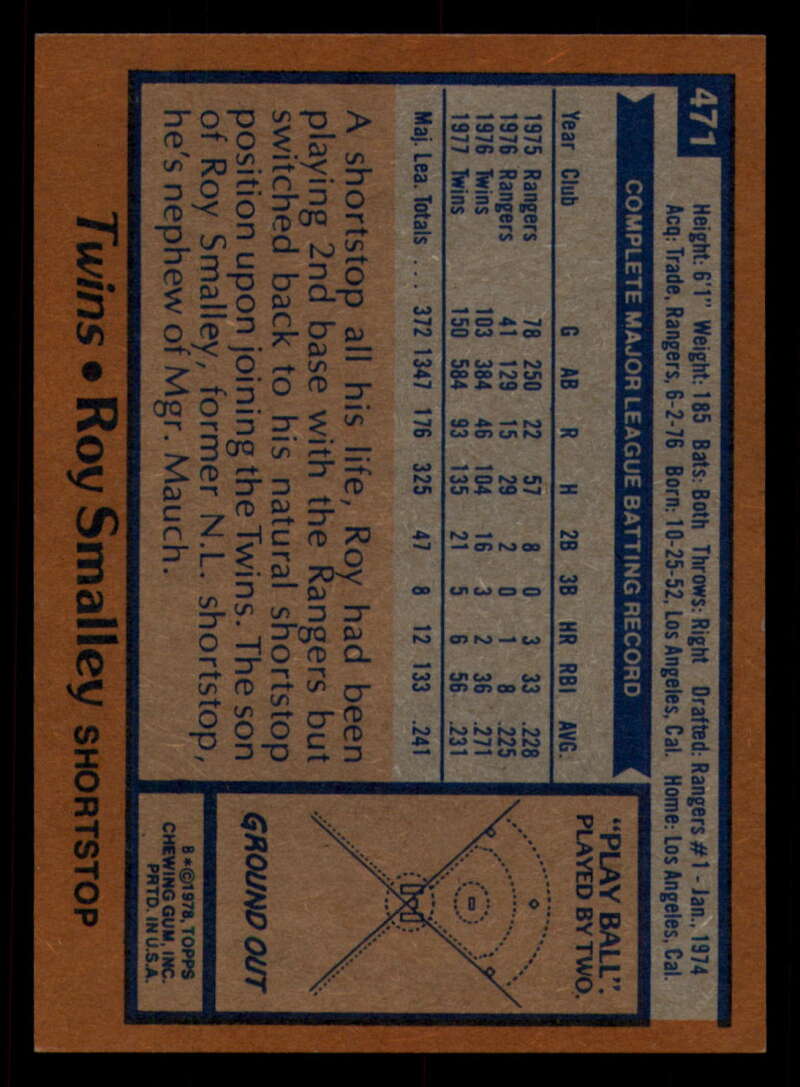 471
Height: 6'1" Weight: 185 Bats: Both Throws: Right Drafted: Rangers #1 - Jan., 1974
Acq: Trade, Rangers, 6-2-76 Born: 10-25-52, Los Angeles, Cal. Home: Los Angeles, Cal.
COMPLETE MAJOR LEAGUE BATTING RECORD
Year Club G AB R H 2B 3B HR RBI AVG.
1975 Rangers 78 250 22 57 8 0 3 33 .228
1976 Rangers 41 129 15 29 2 0 1 8 .225
1976 Twins 103 384 46 104 16 3 2 36 .271
1977 Twins 150 584 93 135 21 5 6 56 .231
Maj. Lea. Totals ... 372 1347 176 325 47 8 12 133 .241
A shortstop all his life, Roy had been
playing 2nd base with the Rangers but
switched back to his natural shortstop
position upon joining the Twins. The son
of Roy Smalley, former N.L. shortstop,
he's nephew of Mgr. Mauch.
"PLAY BALL":
PLAYED BY TWO.
GROUND OUT
B*©1978, TOPPS
CHEWING GUM, INC.
PRTD. IN U.S.A.
Twins • Roy Smalley SHORTSTOP